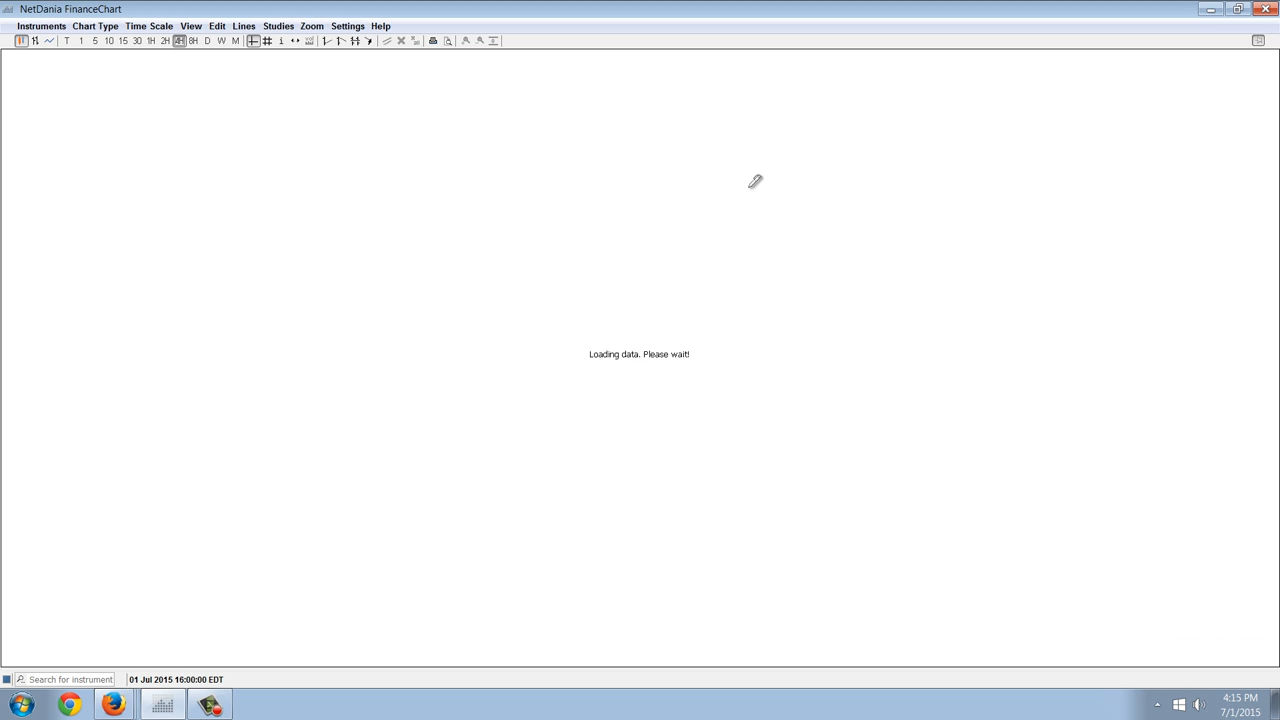 NetDania FinanceChart
Instruments Chart Type Time Scale View Edit Lines Studies Zoom Settings Help
T 1 5 10 15 30 1H 2H 4H 8H D W M
Loading data. Please wait!
Search for instrument 01 Jul 2015 16:00:00 EDT
4:15 PM
7/1/2015